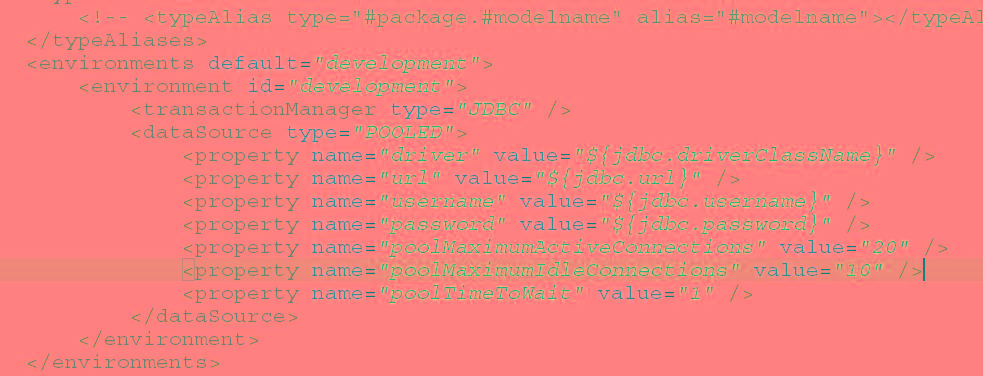 <!-- <typeAlias type="#package.#modelname" alias="#modelname"></typeAl
</typeAliases>
<environments default="development">
<environment id="development">
<transactionManager type="JDBC" />
<dataSource type="POOLED">
<property name="driver" value="${jdbc.driverClassName}" />
<property name="url" value="${jdbc.url}" />
<property name="username" value="${jdbc.username}" />
<property name="password" value="${jdbc.password}" />
<property name="poolMaximumActiveConnections" value="20" />
<property name="poolMaximumIdleConnections" value="10" />
<property name="poolTimeToWait" value="1" />
</dataSource>
</environment>
</environments>